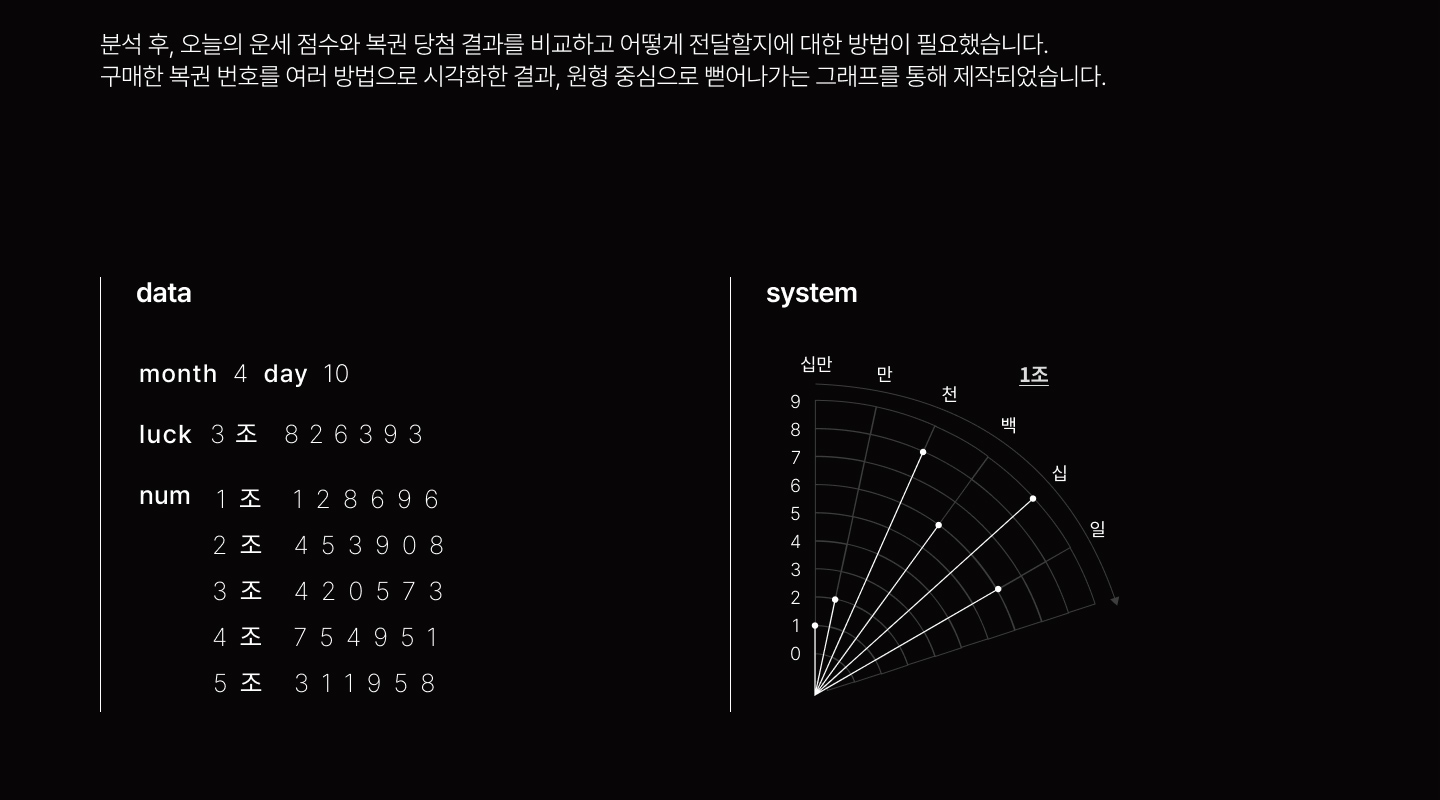 분석 후, 오늘의 운세 점수와 복권 당첨 결과를 비교하고 어떻게 전달할지에 대한 방법이 필요했습니다.
구매한 복권 번호를 여러 방법으로 시각화한 결과, 원형 중심으로 뻗어나가는 그래프를 통해 제작되었습니다.
data
month 4 day 10
luck 3 조 8 2 6 3 9 3
num 1 조 1 2 8 6 9 6
2 조 4 5 3 9 0 8
3 조 4 2 0 5 7 3
4 조 7 5 4 9 5 1
5 조 3 1 1 9 5 8
system
십만
만
천
백
십
일
1조
9
8
7
6
5
4
3
2
1
0